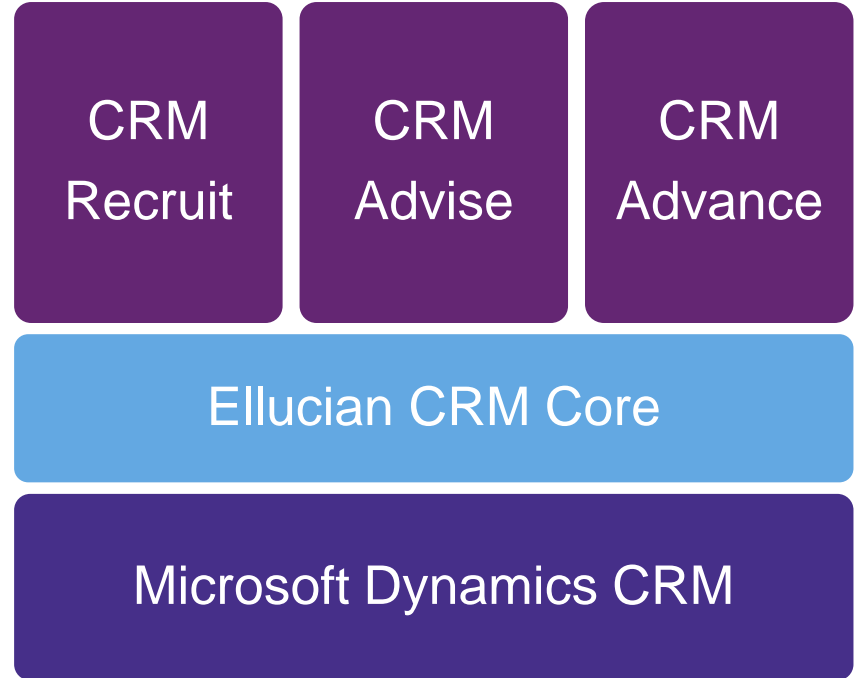 CRM
Recruit
CRM
Advise
CRM
Advance
Ellucian CRM Core
Microsoft Dynamics CRM